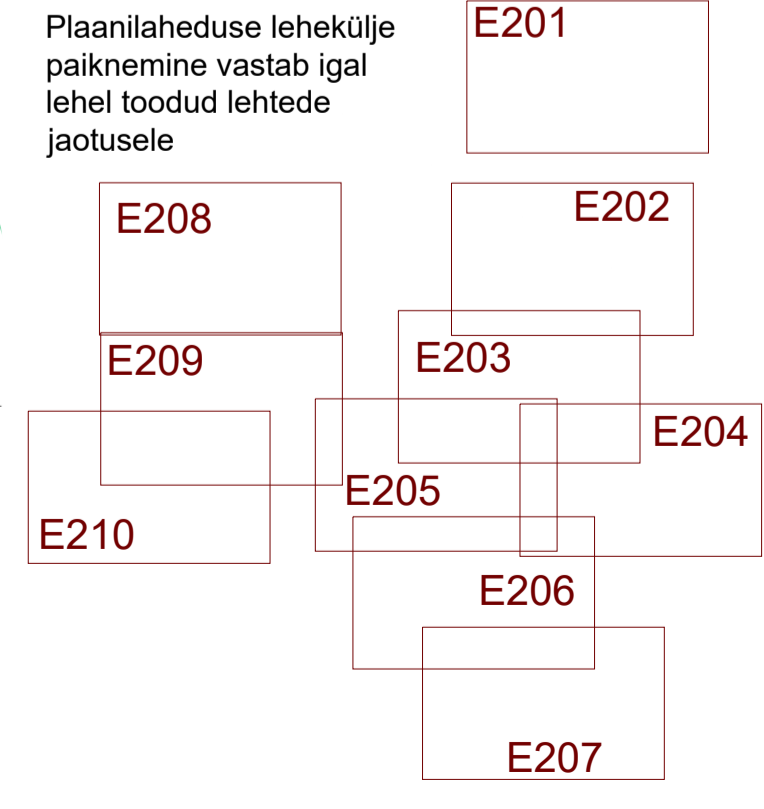 Plaanilaheduse lehekülje
paiknemine vastab igal
lehel toodud lehtede
jaotusele
E201
E208
E202
E209
E203
E204
E205
E210
E206
E207